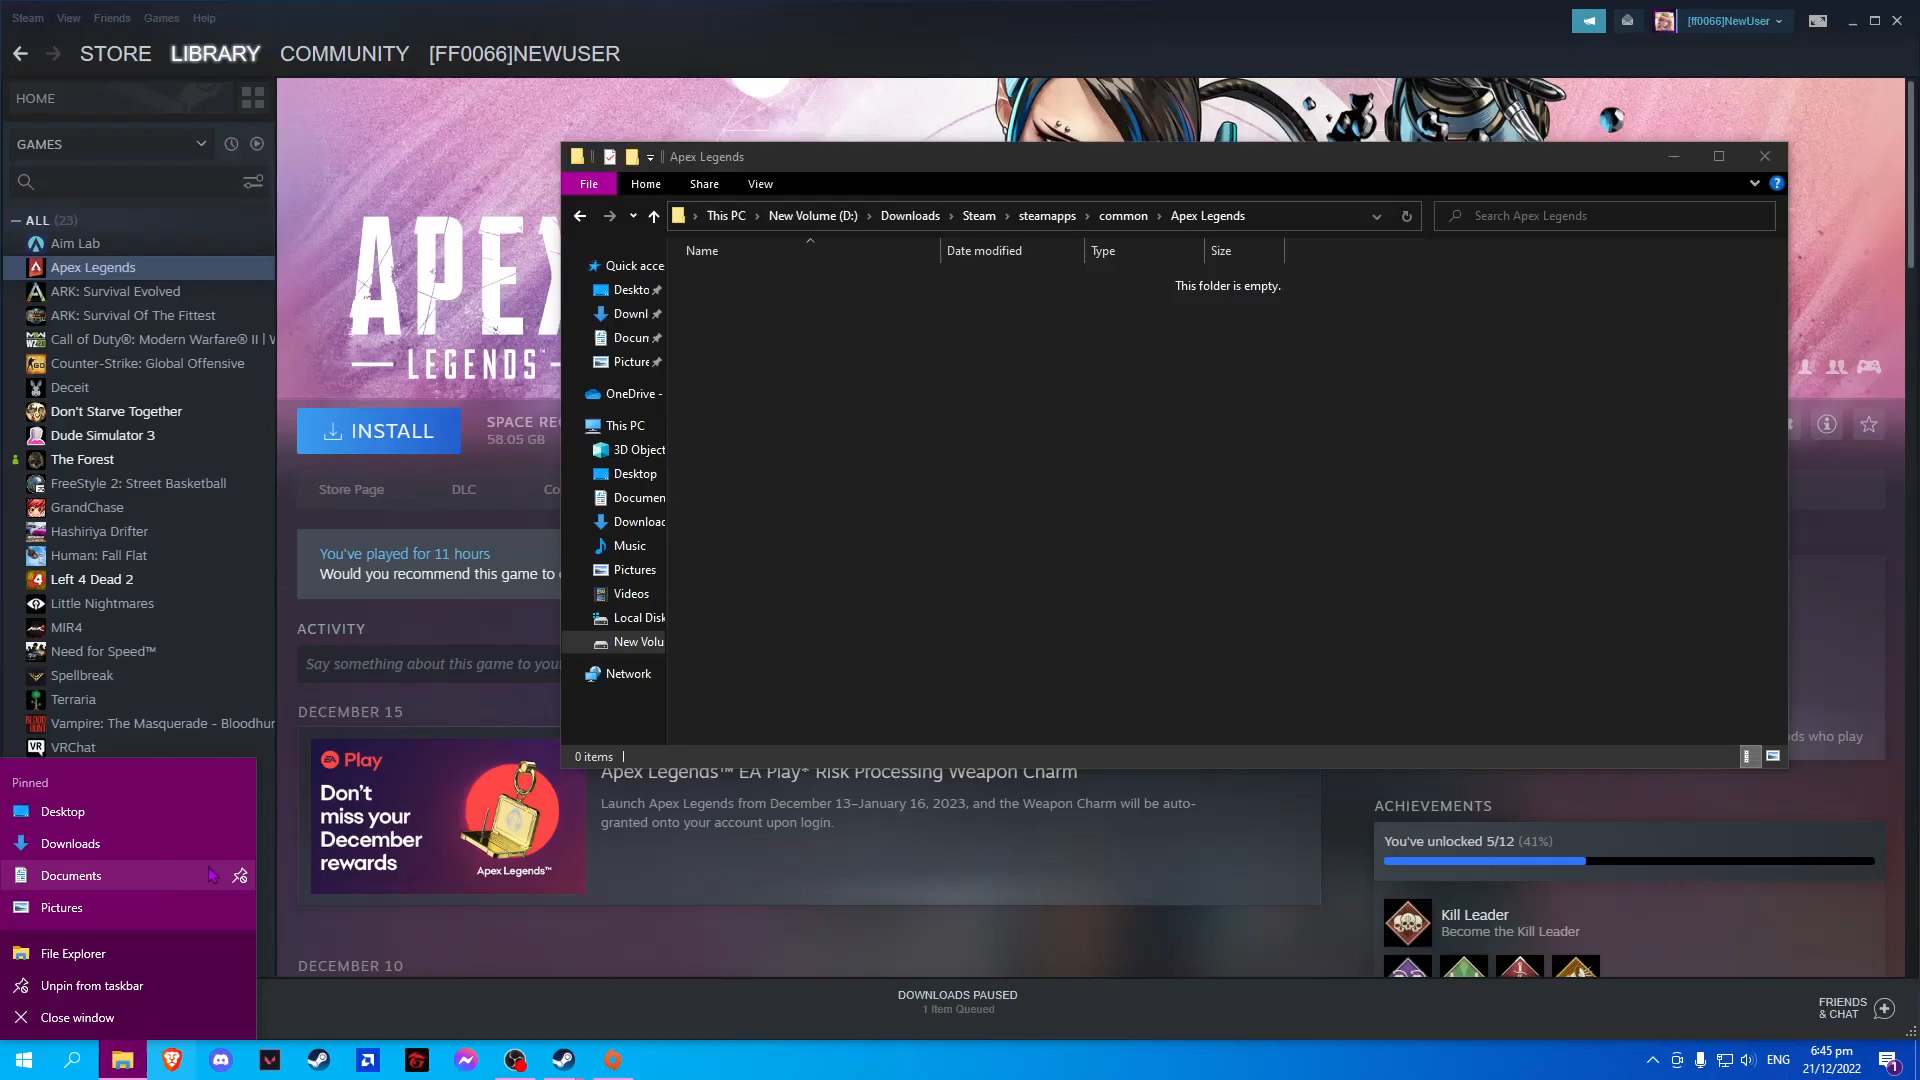 Steam View Friends Games Help
[ff0066]NewUser
STORE LIBRARY COMMUNITY [FF0066]NEWUSER
HOME
GAMES
ALL (23)
Aim Lab
Apex Legends
ARK: Survival Evolved
ARK: Survival Of The Fittest
Call of Duty®: Modern Warfare® II | W
Counter-Strike: Global Offensive
Deceit
Don't Starve Together
Dude Simulator 3
The Forest
FreeStyle 2: Street Basketball
GrandChase
Hashiriya Drifter
Human: Fall Flat
Left 4 Dead 2
Little Nightmares
MIR4
Need for Speed™
Spellbreak
Terraria
Vampire: The Masquerade - Bloodhun
VRChat
Pinned
Desktop
Downloads
Documents
Pictures
File Explorer
Unpin from taskbar
Close window
APEX
LEGENDS™
INSTALL
SPACE RE
58.05 GB
Store Page DLC Co
You've played for 11 hours
Would you recommend this game to
ACTIVITY
Say something about this game to you
DECEMBER 15
EA Play
Don't
miss your
December
rewards
Apex Legends™
Apex Legends™ EA Play* Risk Processing Weapon Charm
Launch Apex Legends from December 13–January 16, 2023, and the Weapon Charm will be auto-
granted onto your account upon login.
DECEMBER 10
Apex Legends
File Home Share View
This PC New Volume (D:) Downloads Steam steamapps common Apex Legends
Search Apex Legends
Name Date modified Type Size
This folder is empty.
Quick acce
Deskto
Downl
Docun
Picture
OneDrive -
This PC
3D Object
Desktop
Documen
Downloac
Music
Pictures
Videos
Local Disk
New Volu
Network
0 items
nds who play
ACHIEVEMENTS
You've unlocked 5/12 (41%)
Kill Leader
Become the Kill Leader
DOWNLOADS PAUSED
1 Item Queued
FRIENDS
& CHAT
ENG
6:45 pm
21/12/2022
1